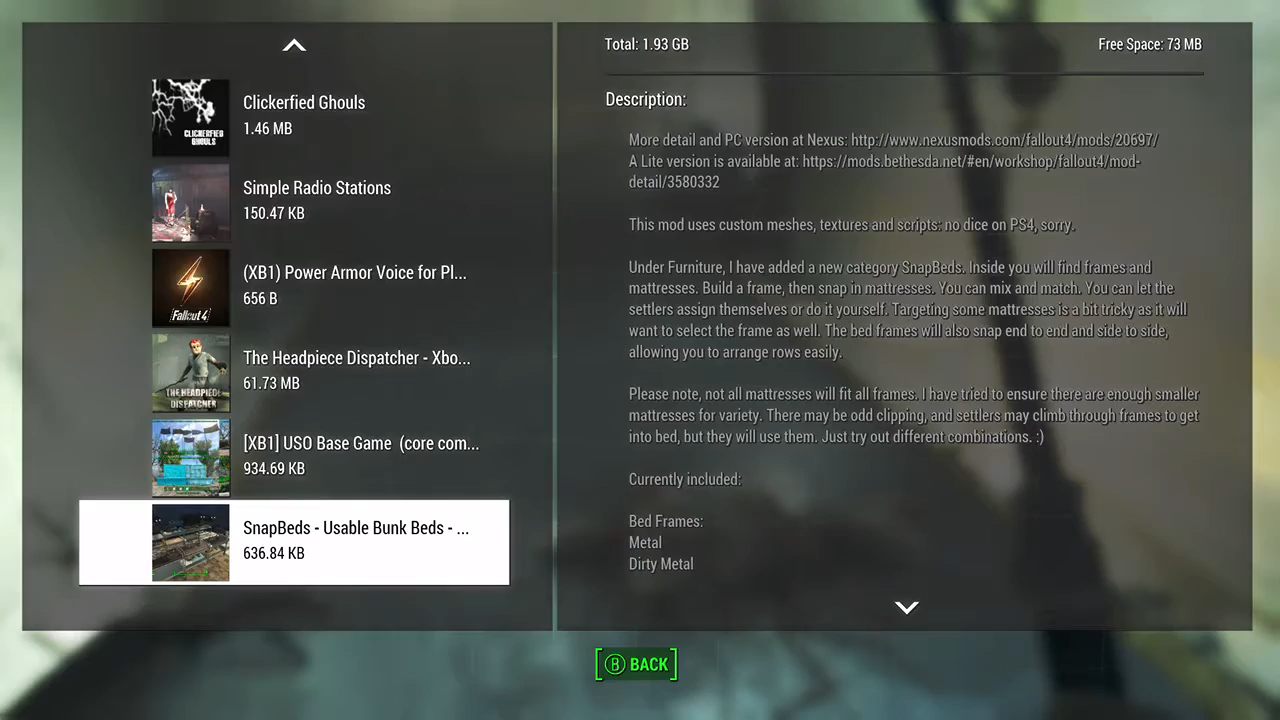 Total: 1.93 GB
Free Space: 73 MB
Clickerfied Ghouls
1.46 MB
CLICKERFIED
GHOULS
Simple Radio Stations
150.47 KB
(XB1) Power Armor Voice for Pl...
656 B
Fallout 4
The Headpiece Dispatcher - Xbo...
61.73 MB
THE HEADPIECE
DISPATCHER
[XB1] USO Base Game (core com...
934.69 KB
SnapBeds - Usable Bunk Beds - ...
636.84 KB
Description:
More detail and PC version at Nexus: http://www.nexusmods.com/fallout4/mods/20697/
A Lite version is available at: https://mods.bethesda.net/#en/workshop/fallout4/mod-
detail/3580332
This mod uses custom meshes, textures and scripts: no dice on PS4, sorry.
Under Furniture, I have added a new category SnapBeds. Inside you will find frames and
mattresses. Build a frame, then snap in mattresses. You can mix and match. You can let the
settlers assign themselves or do it yourself. Targeting some mattresses is a bit tricky as it will
want to select the frame as well. The bed frames will also snap end to end and side to side,
allowing you to arrange rows easily.
Please note, not all mattresses will fit all frames. I have tried to ensure there are enough smaller
mattresses for variety. There may be odd clipping, and settlers may climb through frames to get
into bed, but they will use them. Just try out different combinations. :)
Currently included:
Bed Frames:
Metal
Dirty Metal
[Ⓑ BACK]